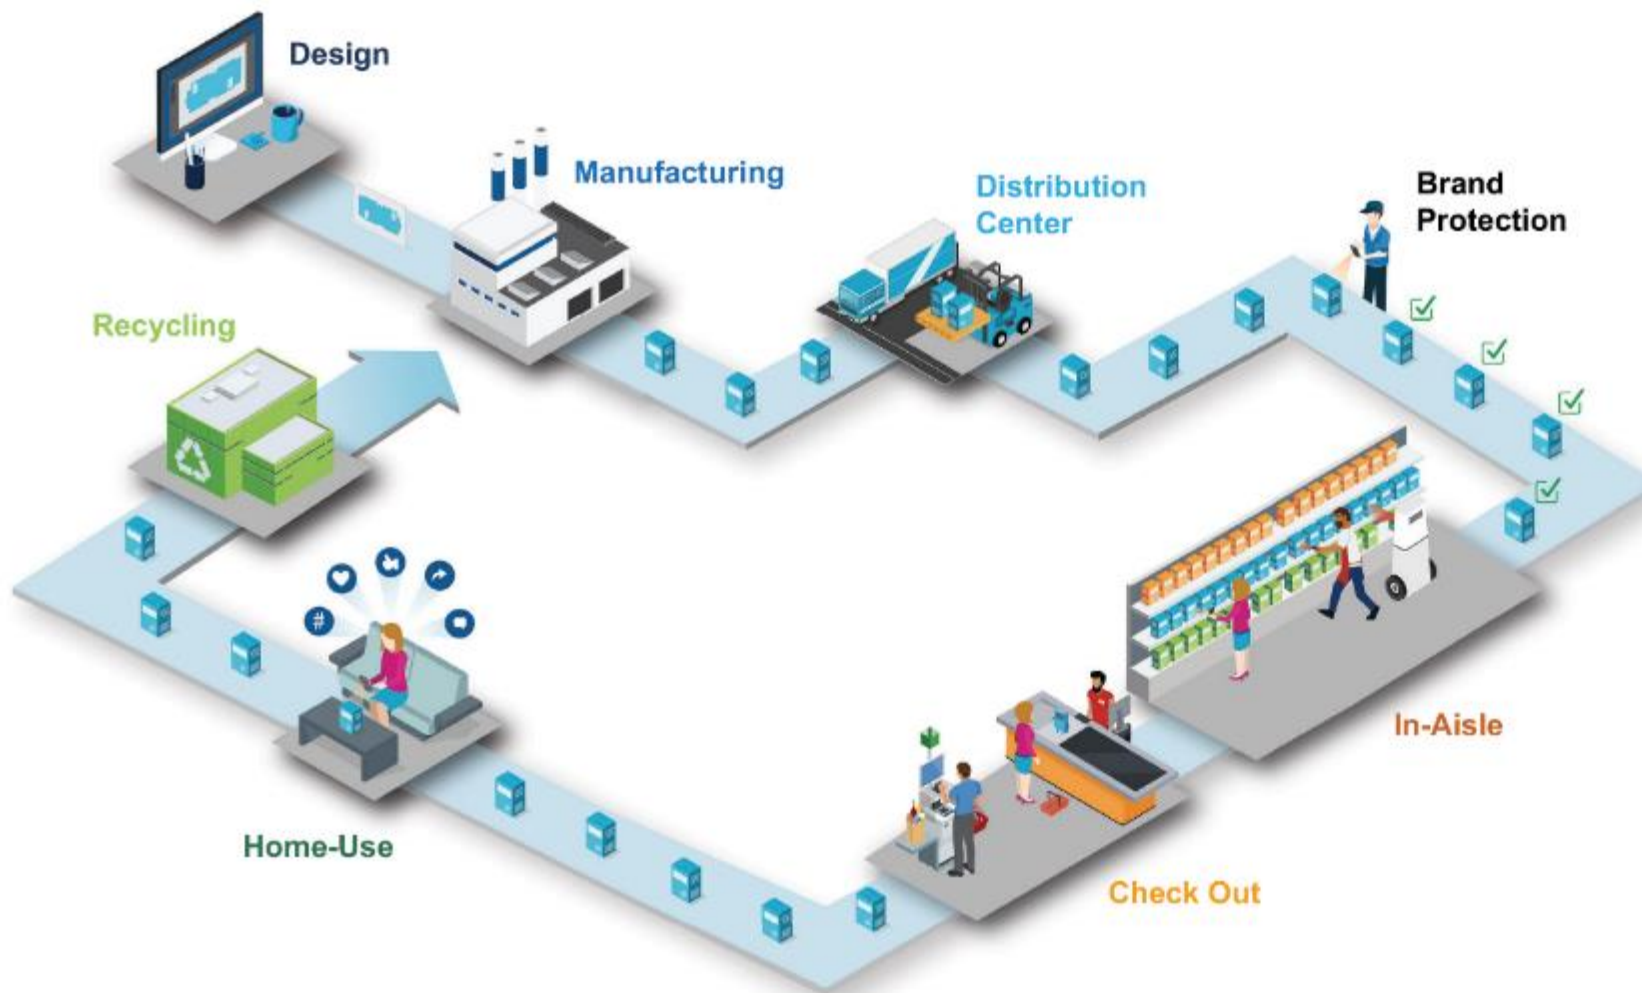 Design
Manufacturing
Distribution
Center
Brand
Protection
Recycling
#
In-Aisle
Home-Use
Check Out